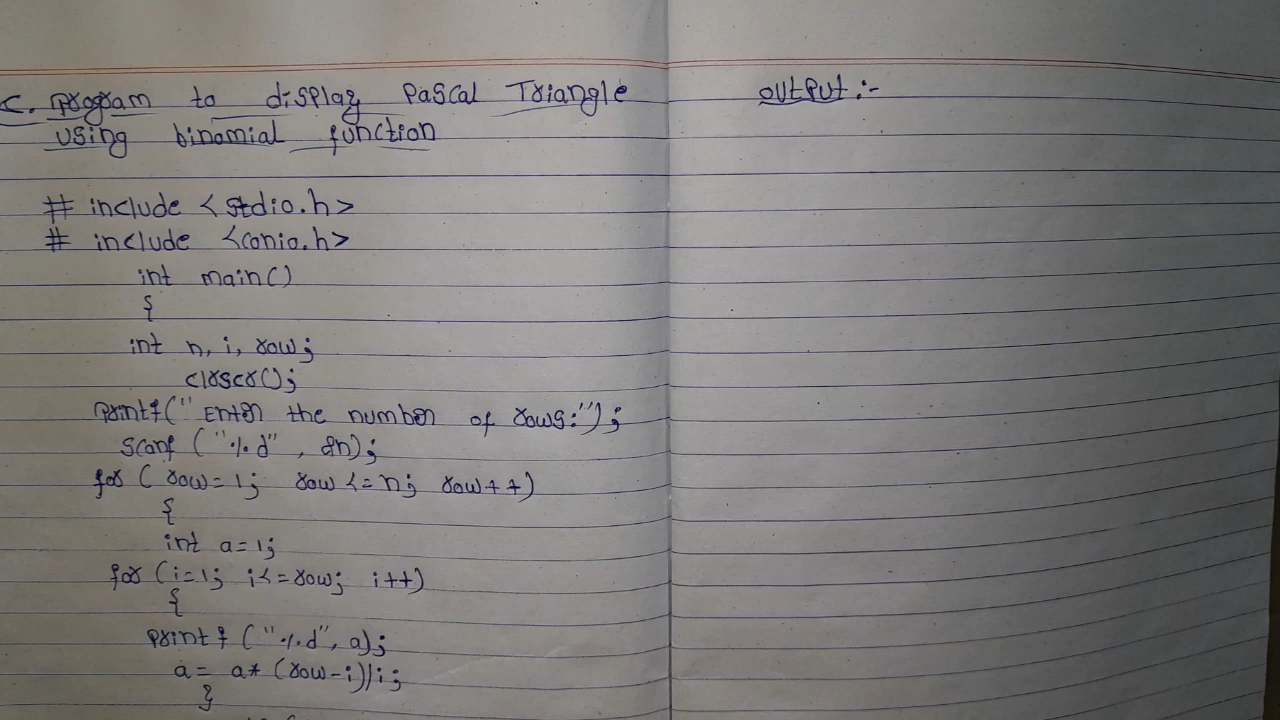 C. Program to display Pascal Triangle
using binomial function
# include <stdio.h>
# include <conio.h>
int main()
{
int n, i, row;
clrscr();
printf("Enter the number of rows:");
scanf ("%d", &n);
for ( row=1; row<=n; row++)
{
int a=1;
for (i=1; i<=row; i++)
{
printf ("%d", a);
a= a* (row-i)/i;
}
output:-